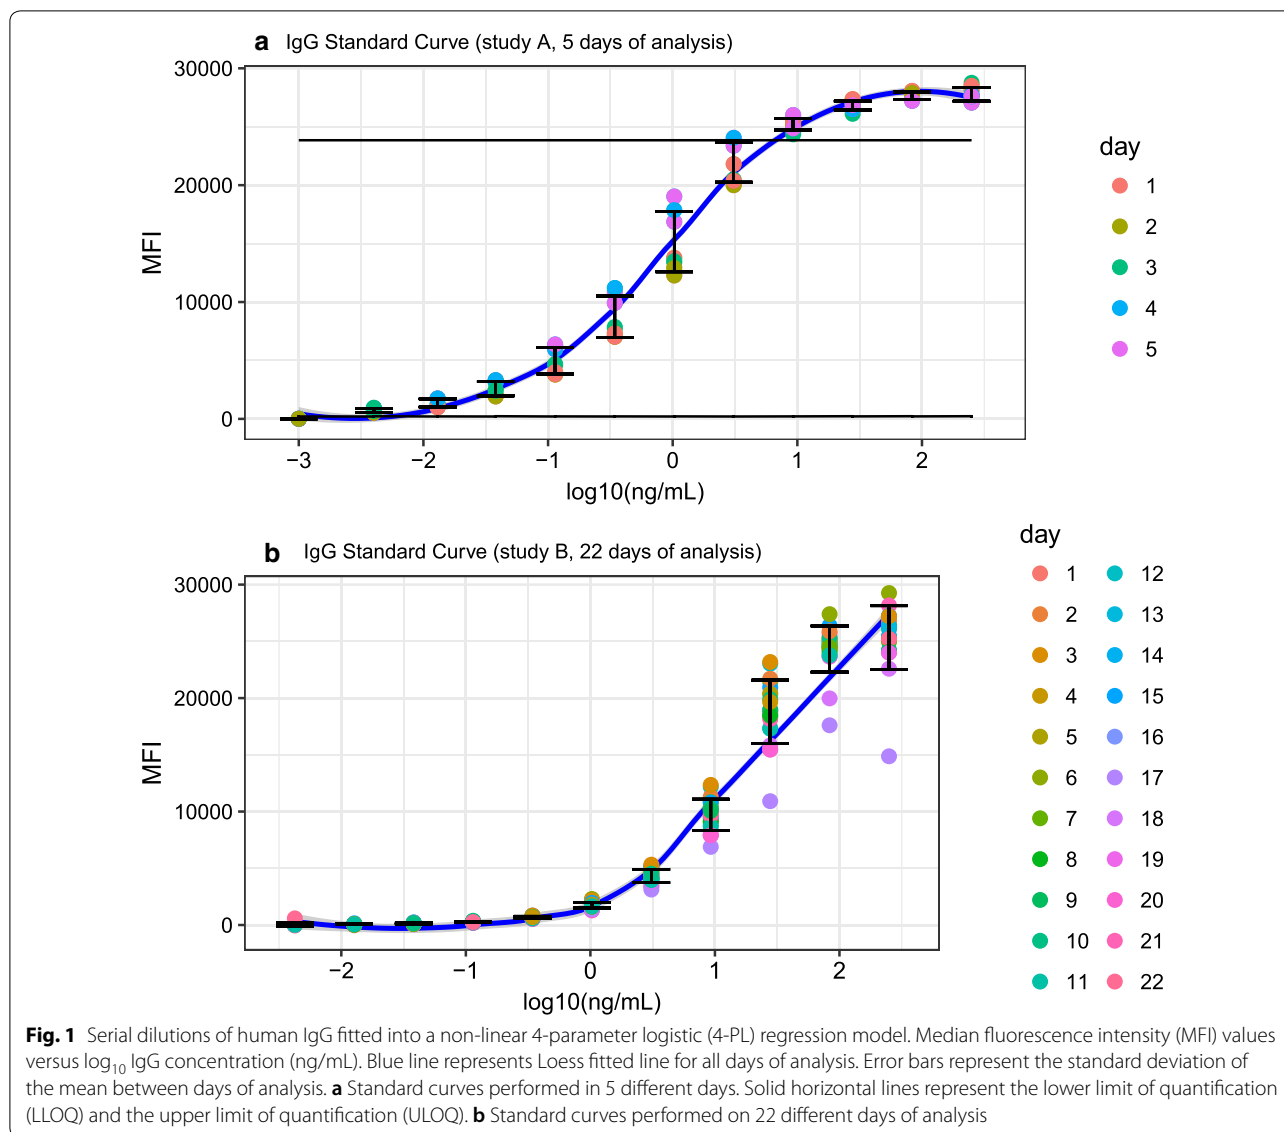 a IgG Standard Curve (study A, 5 days of analysis)
30000
20000
10000
0
MFI
−3 −2 −1 0 1 2
log10(ng/mL)
day
1
2
3
4
5
b IgG Standard Curve (study B, 22 days of analysis)
30000
20000
10000
0
MFI
−2 −1 0 1 2
log10(ng/mL)
day
1 12
2 13
3 14
4 15
5 16
6 17
7 18
8 19
9 20
10 21
11 22
Fig. 1 Serial dilutions of human IgG fitted into a non-linear 4-parameter logistic (4-PL) regression model. Median fluorescence intensity (MFI) values
versus log10 IgG concentration (ng/mL). Blue line represents Loess fitted line for all days of analysis. Error bars represent the standard deviation of
the mean between days of analysis. a Standard curves performed in 5 different days. Solid horizontal lines represent the lower limit of quantification
(LLOQ) and the upper limit of quantification (ULOQ). b Standard curves performed on 22 different days of analysis